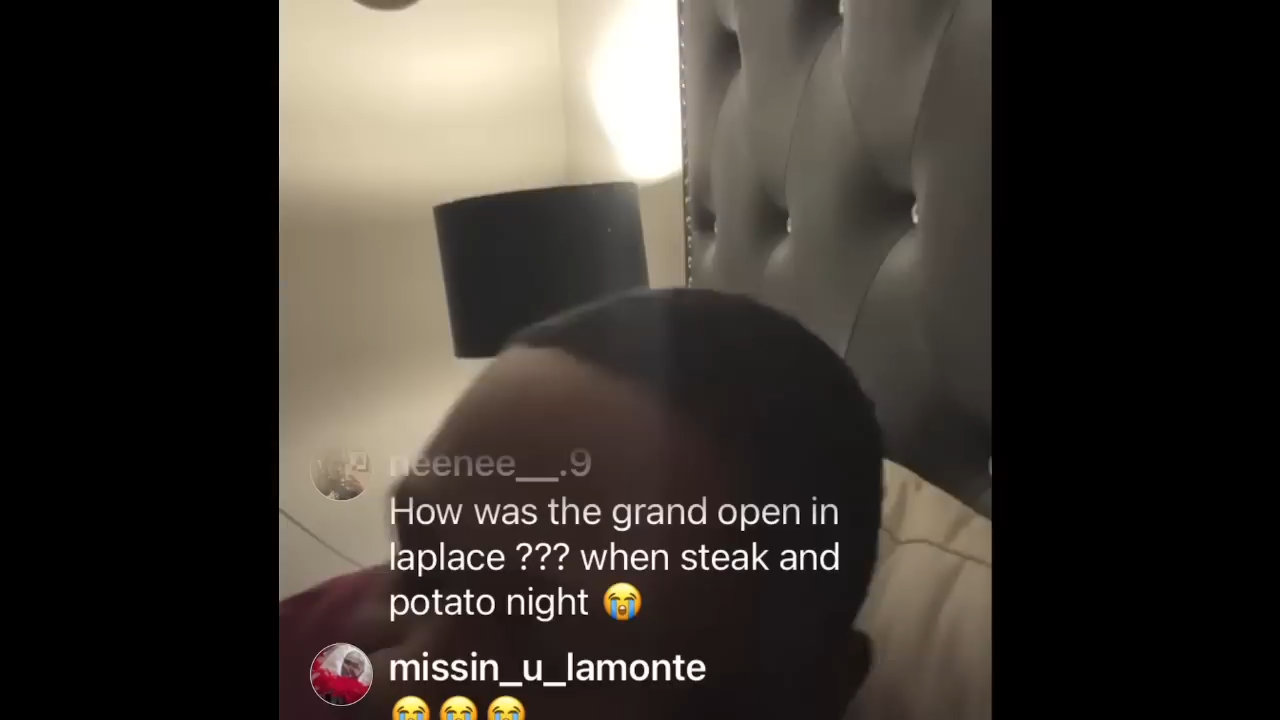 neenee__.9
How was the grand open in
laplace ??? when steak and
potato night 😭
missin_u_lamonte
😭😭😭